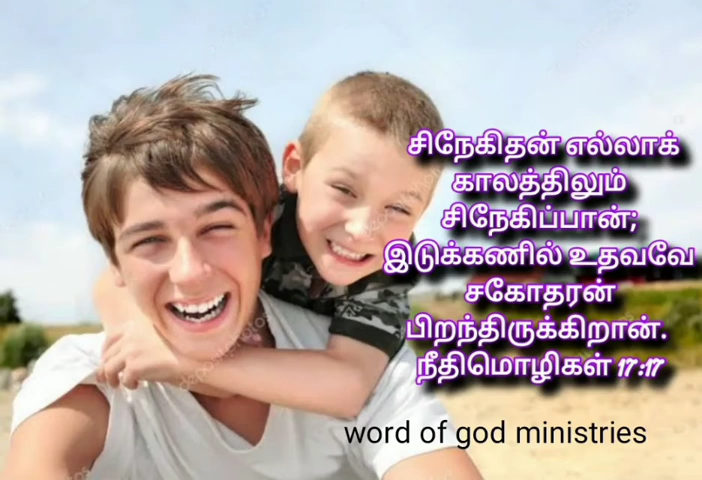 சிநேகிதன் எல்லாக்
காலத்திலும்
சிநேகிப்பான்;
இடுக்கணில் உதவவே
சகோதரன்
பிறந்திருக்கிறான்.
நீதிமொழிகள் 17:17
word of god ministries